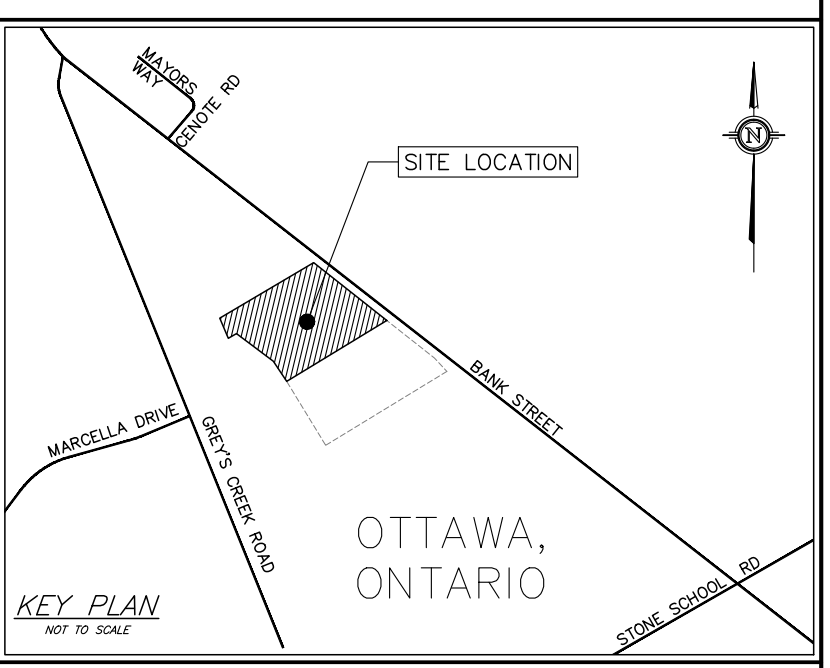 MAYORS
WAY
CENOTE RD
SITE LOCATION
N
BANK STREET
MARCELLA DRIVE
GREY'S CREEK ROAD
OTTAWA,
ONTARIO
STONE SCHOOL RD
KEY PLAN
NOT TO SCALE